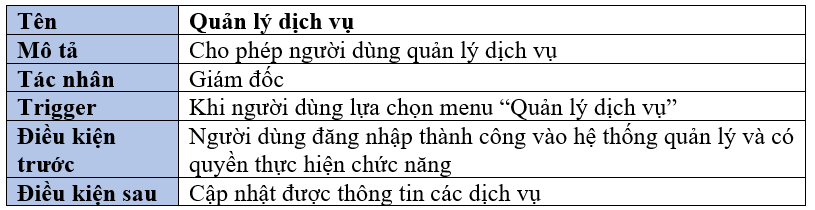 Tên Quản lý dịch vụ
Mô tả Cho phép người dùng quản lý dịch vụ
Tác nhân Giám đốc
Trigger Khi người dùng lựa chọn menu “Quản lý dịch vụ”
Điều kiện Người dùng đăng nhập thành công vào hệ thống quản lý và có
trước quyền thực hiện chức năng
Điều kiện sau Cập nhật được thông tin các dịch vụ